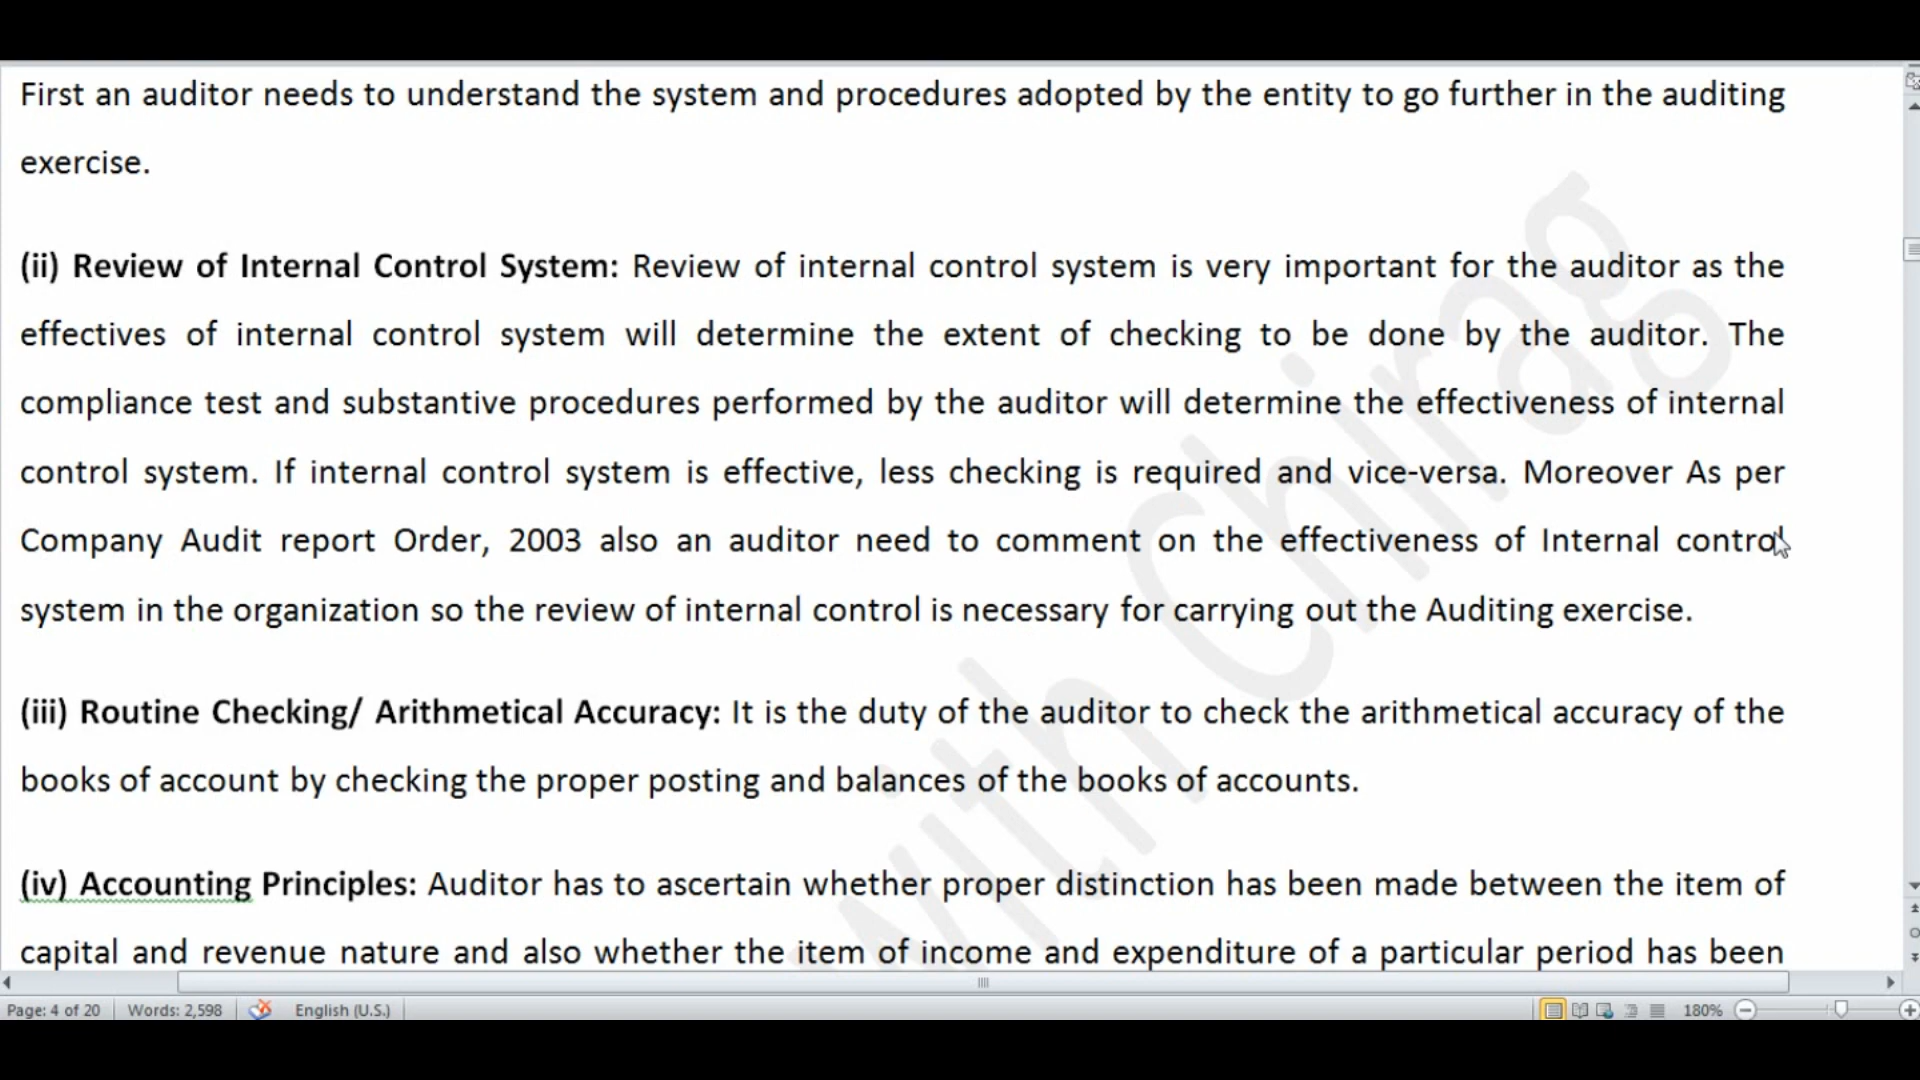 First an auditor needs to understand the system and procedures adopted by the entity to go further in the auditing
exercise.
(ii) Review of Internal Control System: Review of internal control system is very important for the auditor as the
effectives of internal control system will determine the extent of checking to be done by the auditor. The
compliance test and substantive procedures performed by the auditor will determine the effectiveness of internal
control system. If internal control system is effective, less checking is required and vice-versa. Moreover As per
Company Audit report Order, 2003 also an auditor need to comment on the effectiveness of Internal control
system in the organization so the review of internal control is necessary for carrying out the Auditing exercise.
(iii) Routine Checking/ Arithmetical Accuracy: It is the duty of the auditor to check the arithmetical accuracy of the
books of account by checking the proper posting and balances of the books of accounts.
(iv) Accounting Principles: Auditor has to ascertain whether proper distinction has been made between the item of
capital and revenue nature and also whether the item of income and expenditure of a particular period has been
with Chirag
Page: 4 of 20 Words: 2,598 English (U.S.) 180%